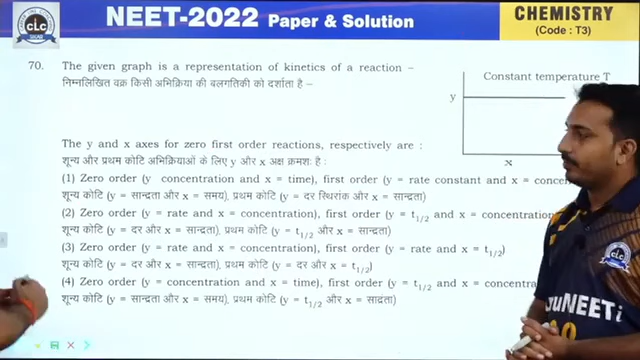 NEET-2022 Paper & Solution
CHEMISTRY
(Code : T3)
CLC
70. The given graph is a representation of kinetics of a reaction –
निम्नलिखित वक्र किसी अभिक्रिया की बलगतिकी को दर्शाता है –
Constant temperature T
y
x
The y and x axes for zero first order reactions, respectively are :
शून्य और प्रथम कोटि अभिक्रियाओं के लिए y और x अक्ष क्रमशः है :
(1) Zero order (y concentration and x = time), first order (y = rate constant and x =
शून्य कोटि (y = सान्द्रता और x = समय), प्रथम कोटि (y = दर स्थिरांक और x = सान्द्रता)
(2) Zero order (y = rate and x = concentration), first order (y = t1/2 and x = concentration)
शून्य कोटि (y = दर और x = सान्द्रता), प्रथम कोटि (y = t1/2 और x = सान्द्रता)
(3) Zero order (y = rate and x = concentration), first order (y = rate and x = t1/2)
शून्य कोटि (y = दर और x = सान्द्रता), प्रथम कोटि (y = दर और x = t1/2)
(4) Zero order (y = concentration and x = time), first order (y = t1/2 and x =
शून्य कोटि (y = सान्द्रता और x = समय), प्रथम कोटि (y = t1/2 और x = सांद्रता)
CLC
uNEETi